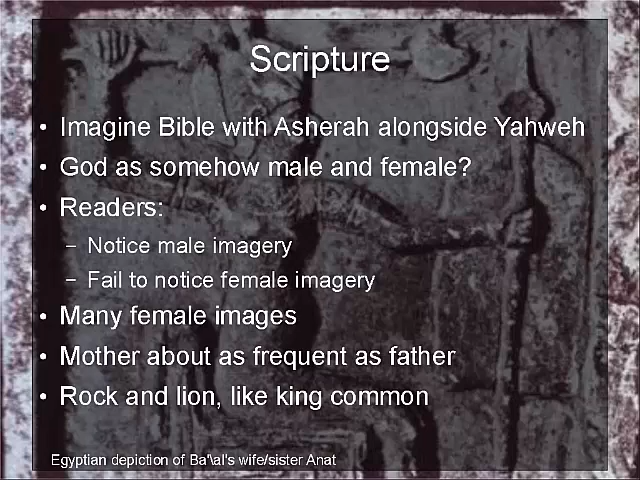 Scripture
• Imagine Bible with Asherah alongside Yahweh
• God as somehow male and female?
• Readers:
– Notice male imagery
– Fail to notice female imagery
• Many female images
• Mother about as frequent as father
• Rock and lion, like king common
Egyptian depiction of Ba'\al's wife/sister Anat